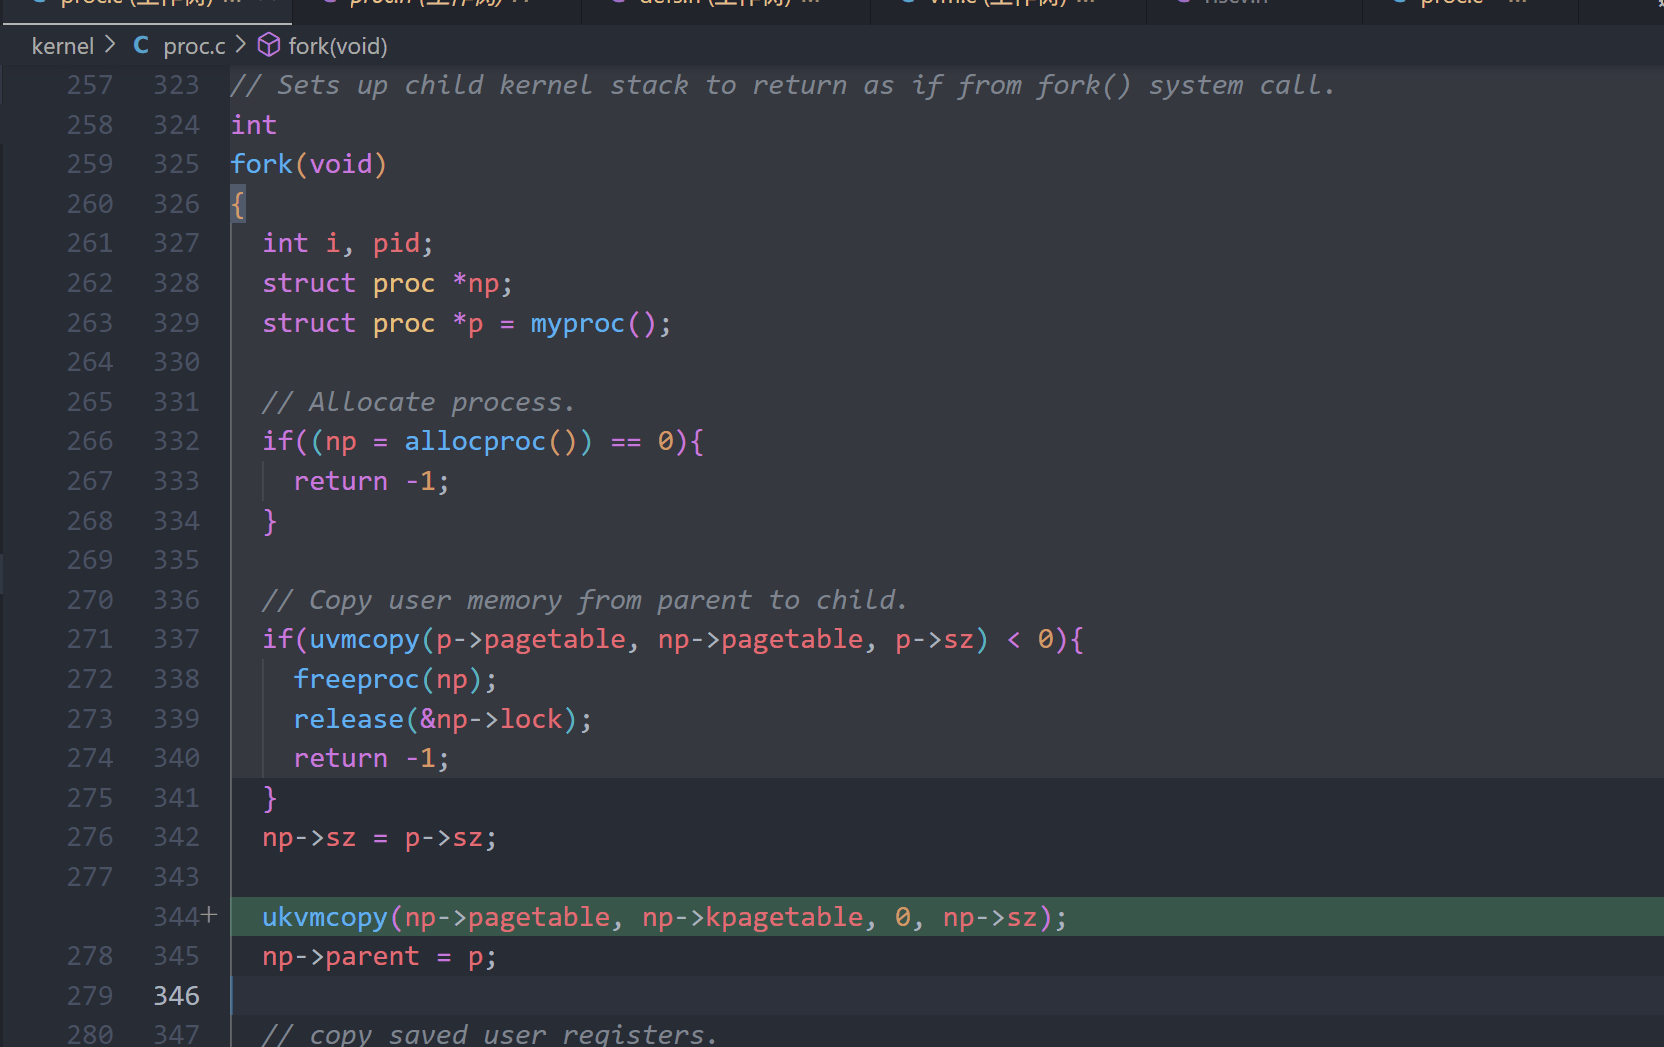 kernel > C proc.c > fork(void)
257 323 // Sets up child kernel stack to return as if from fork() system call.
258 324 int
259 325 fork(void)
260 326 {
261 327 int i, pid;
262 328 struct proc *np;
263 329 struct proc *p = myproc();
264 330
265 331 // Allocate process.
266 332 if((np = allocproc()) == 0){
267 333 return -1;
268 334 }
269 335
270 336 // Copy user memory from parent to child.
271 337 if(uvmcopy(p->pagetable, np->pagetable, p->sz) < 0){
272 338 freeproc(np);
273 339 release(&np->lock);
274 340 return -1;
275 341 }
276 342 np->sz = p->sz;
277 343
344+ ukvmcopy(np->pagetable, np->kpagetable, 0, np->sz);
278 345 np->parent = p;
279 346
280 347 // copy saved user registers.